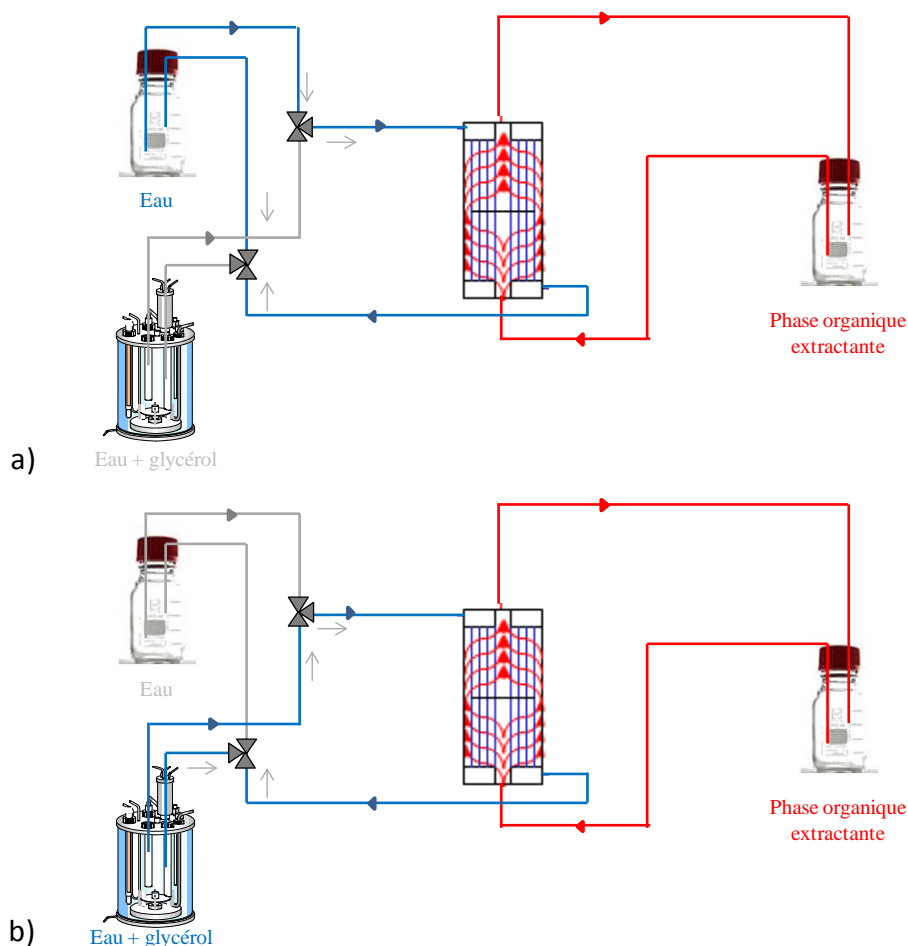 Eau
Phase organique
extractante
Eau + glycérol
a)
Eau
Phase organique
extractante
Eau + glycérol
b)